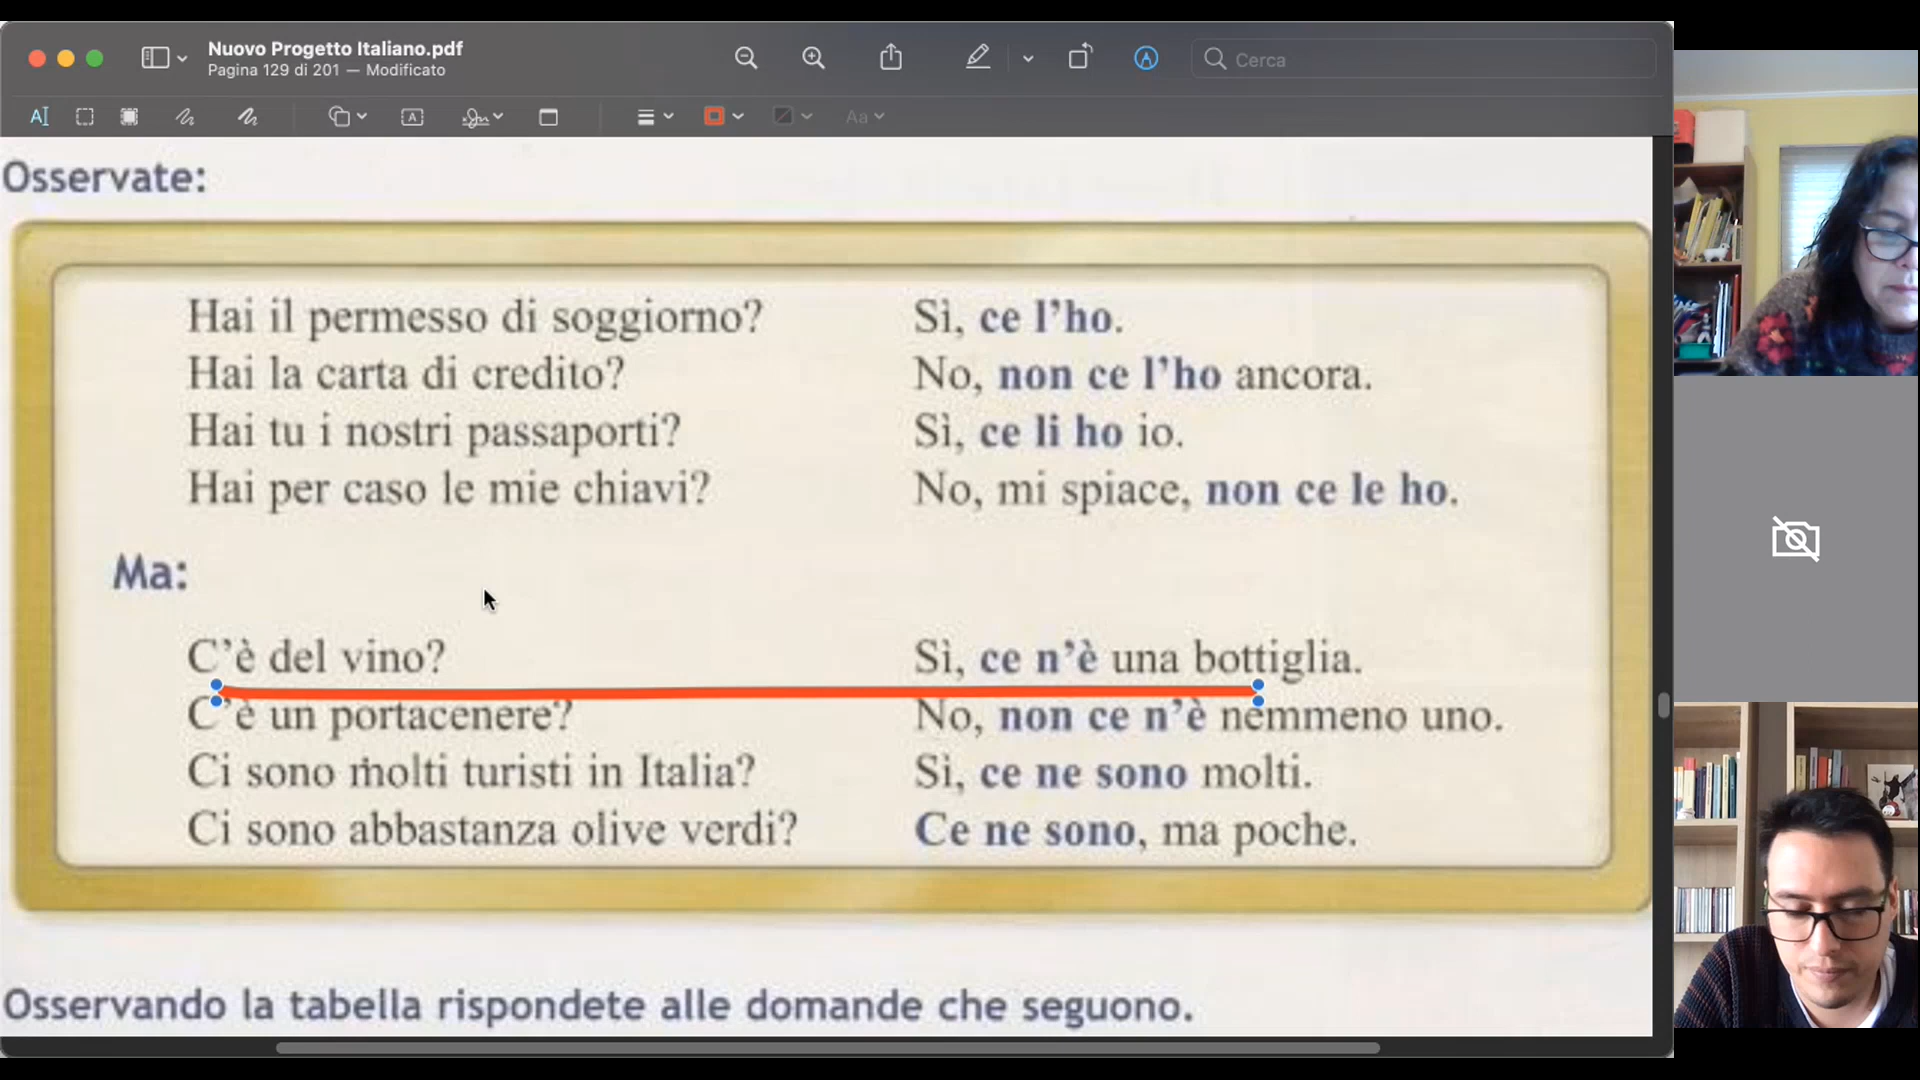 Nuovo Progetto Italiano.pdf
Pagina 129 di 201 — Modificato
Cerca
Osservate:
Hai il permesso di soggiorno? Sì, ce l'ho.
Hai la carta di credito? No, non ce l'ho ancora.
Hai tu i nostri passaporti? Sì, ce li ho io.
Hai per caso le mie chiavi? No, mi spiace, non ce le ho.
Ma:
C'è del vino? Sì, ce n'è una bottiglia.
C'è un portacenere? No, non ce n'è nemmeno uno.
Ci sono molti turisti in Italia? Sì, ce ne sono molti.
Ci sono abbastanza olive verdi? Ce ne sono, ma poche.
Osservando la tabella rispondete alle domande che seguono.